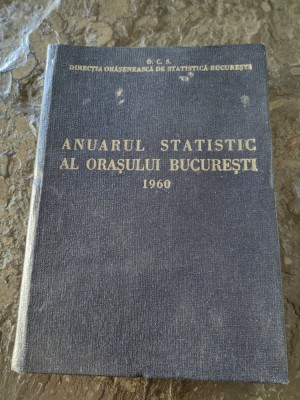 D. C. S.
DIRECȚIA ORĂȘENEASCĂ DE STATISTICĂ BUCUREȘTI
ANUARUL STATISTIC
AL ORAȘULUI BUCUREȘTI
1960